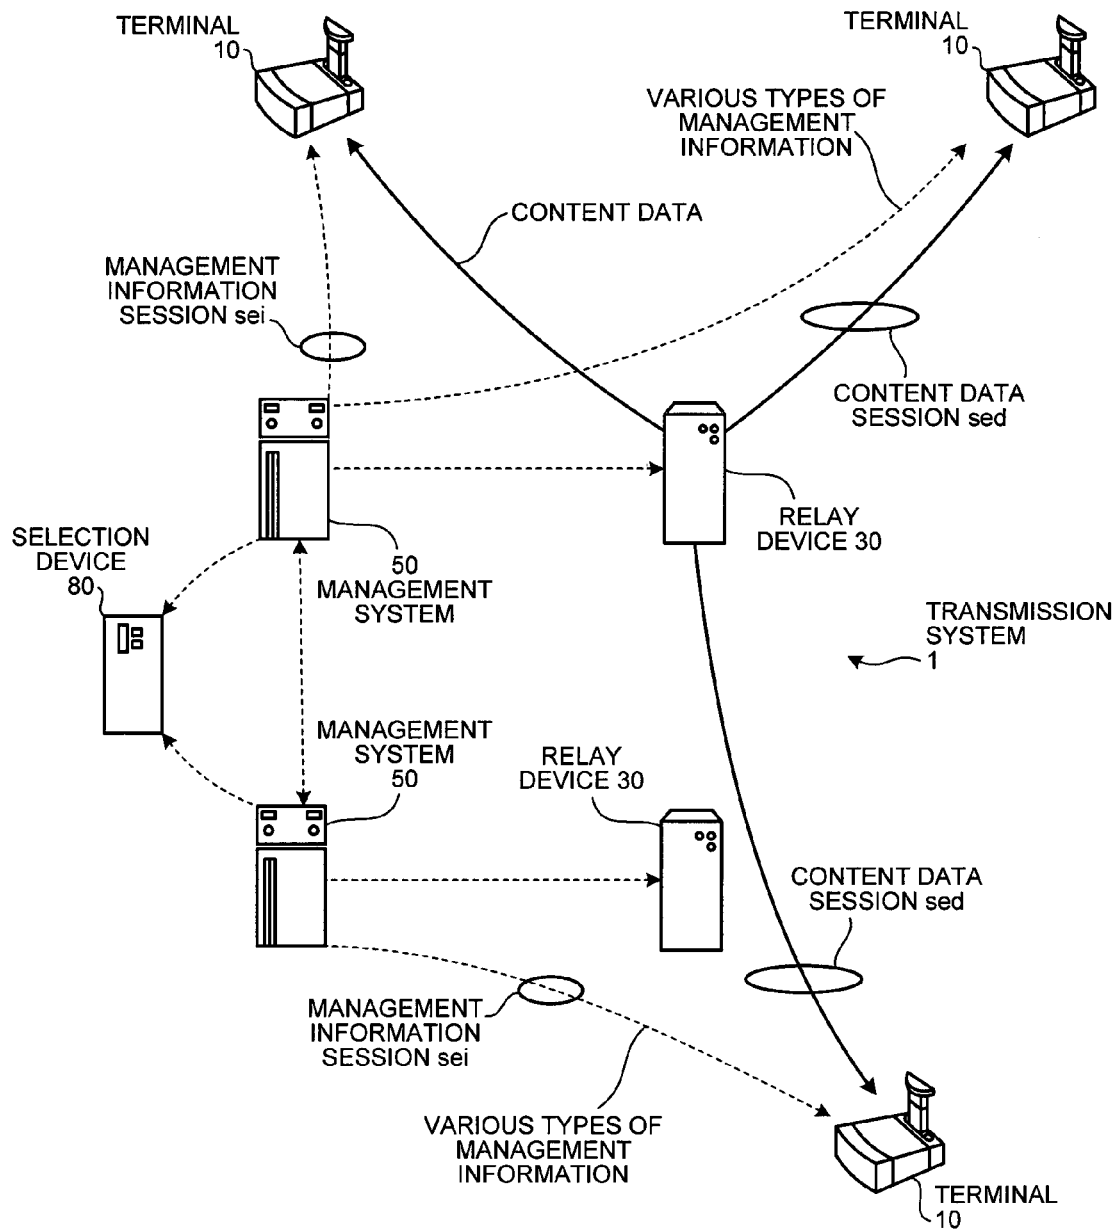 TERMINAL
10
TERMINAL
10
VARIOUS TYPES OF
MANAGEMENT
INFORMATION
CONTENT DATA
MANAGEMENT
INFORMATION
SESSION sei
CONTENT DATA
SESSION sed
RELAY
DEVICE 30
SELECTION
DEVICE
80
50
MANAGEMENT
SYSTEM
TRANSMISSION
SYSTEM
1
MANAGEMENT
SYSTEM
50
RELAY
DEVICE 30
CONTENT DATA
SESSION sed
MANAGEMENT
INFORMATION
SESSION sei
VARIOUS TYPES OF
MANAGEMENT
INFORMATION
TERMINAL
10